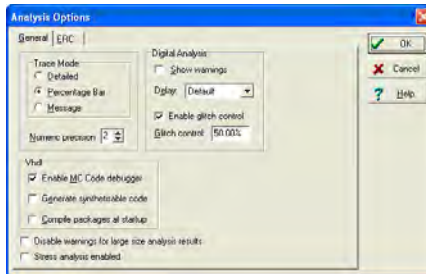 Analysis Options
General ERC
Trace Mode
Detailed
Percentage Bar
Message
Numeric precision 2
Digital Analysis
Show warnings
Delay Default
Enable glitch control
Glitch control 50.00%
Vhdl
Enable MC Code debugger
Generate synthetisable code
Compile packages at startup
Disable warnings for large size analysis results
Stress analysis enabled
OK
Cancel
Help